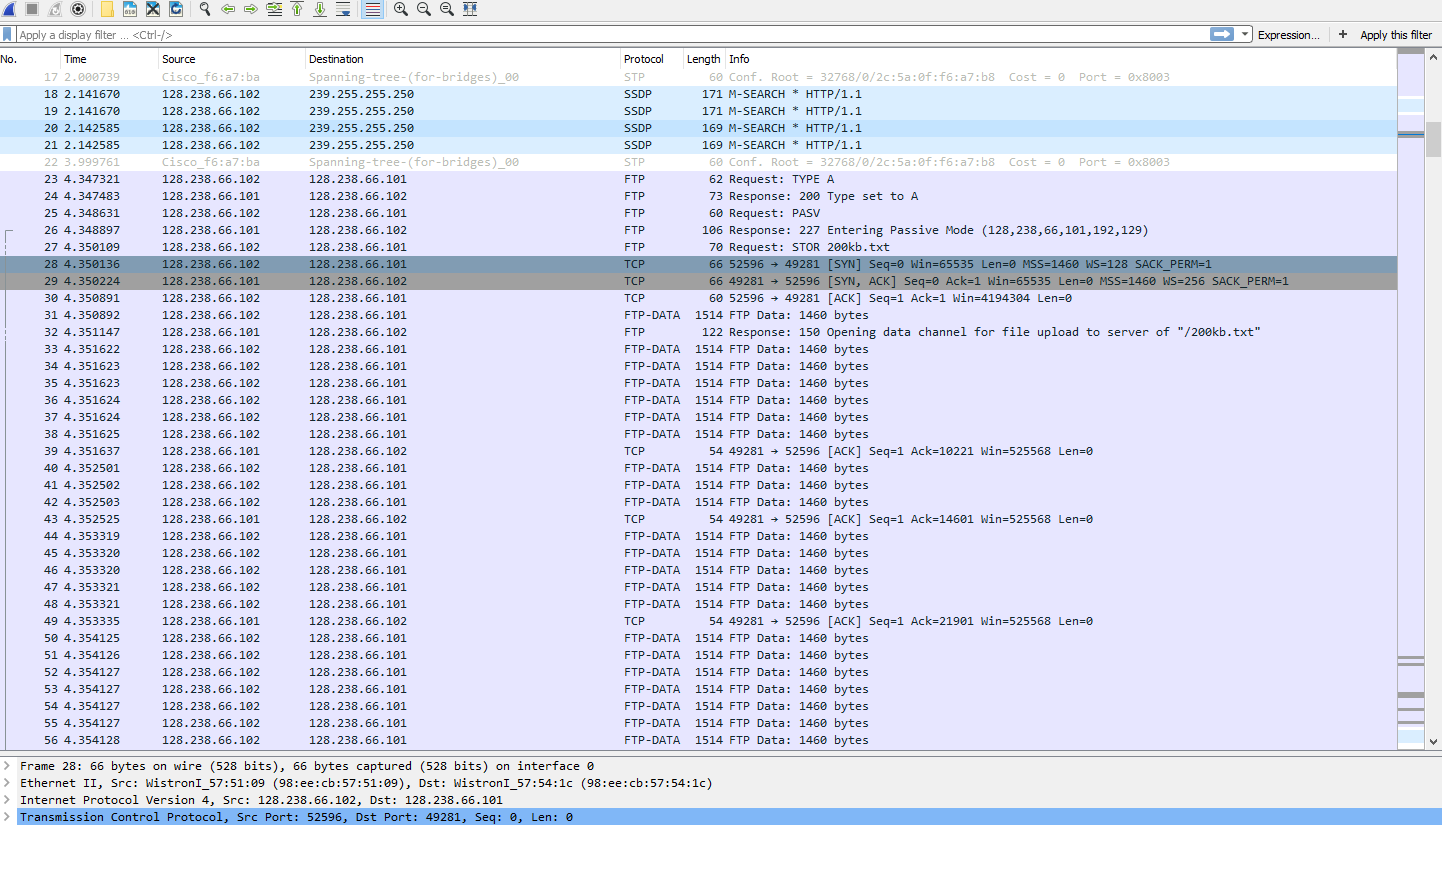 Apply a display filter ... <Ctrl-/> Expression... + Apply this filter
No. Time Source Destination Protocol Length Info
17 2.000739 Cisco_f6:a7:ba Spanning-tree-(for-bridges)_00 STP 60 Conf. Root = 32768/0/2c:5a:0f:f6:a7:b8 Cost = 0 Port = 0x8003
18 2.141670 128.238.66.102 239.255.255.250 SSDP 171 M-SEARCH * HTTP/1.1
19 2.141670 128.238.66.102 239.255.255.250 SSDP 171 M-SEARCH * HTTP/1.1
20 2.142585 128.238.66.102 239.255.255.250 SSDP 169 M-SEARCH * HTTP/1.1
21 2.142585 128.238.66.102 239.255.255.250 SSDP 169 M-SEARCH * HTTP/1.1
22 3.999761 Cisco_f6:a7:ba Spanning-tree-(for-bridges)_00 STP 60 Conf. Root = 32768/0/2c:5a:0f:f6:a7:b8 Cost = 0 Port = 0x8003
23 4.347321 128.238.66.102 128.238.66.101 FTP 62 Request: TYPE A
24 4.347483 128.238.66.101 128.238.66.102 FTP 73 Response: 200 Type set to A
25 4.348631 128.238.66.102 128.238.66.101 FTP 60 Request: PASV
26 4.348897 128.238.66.101 128.238.66.102 FTP 106 Response: 227 Entering Passive Mode (128,238,66,101,192,129)
27 4.350109 128.238.66.102 128.238.66.101 FTP 70 Request: STOR 200kb.txt
28 4.350136 128.238.66.102 128.238.66.101 TCP 66 52596 → 49281 [SYN] Seq=0 Win=65535 Len=0 MSS=1460 WS=128 SACK_PERM=1
29 4.350224 128.238.66.101 128.238.66.102 TCP 66 49281 → 52596 [SYN, ACK] Seq=0 Ack=1 Win=65535 Len=0 MSS=1460 WS=256 SACK_PERM=1
30 4.350891 128.238.66.102 128.238.66.101 TCP 60 52596 → 49281 [ACK] Seq=1 Ack=1 Win=4194304 Len=0
31 4.350892 128.238.66.102 128.238.66.101 FTP-DATA 1514 FTP Data: 1460 bytes
32 4.351147 128.238.66.101 128.238.66.102 FTP 122 Response: 150 Opening data channel for file upload to server of "/200kb.txt"
33 4.351622 128.238.66.102 128.238.66.101 FTP-DATA 1514 FTP Data: 1460 bytes
34 4.351623 128.238.66.102 128.238.66.101 FTP-DATA 1514 FTP Data: 1460 bytes
35 4.351623 128.238.66.102 128.238.66.101 FTP-DATA 1514 FTP Data: 1460 bytes
36 4.351624 128.238.66.102 128.238.66.101 FTP-DATA 1514 FTP Data: 1460 bytes
37 4.351624 128.238.66.102 128.238.66.101 FTP-DATA 1514 FTP Data: 1460 bytes
38 4.351625 128.238.66.102 128.238.66.101 FTP-DATA 1514 FTP Data: 1460 bytes
39 4.351637 128.238.66.101 128.238.66.102 TCP 54 49281 → 52596 [ACK] Seq=1 Ack=10221 Win=525568 Len=0
40 4.352501 128.238.66.102 128.238.66.101 FTP-DATA 1514 FTP Data: 1460 bytes
41 4.352502 128.238.66.102 128.238.66.101 FTP-DATA 1514 FTP Data: 1460 bytes
42 4.352503 128.238.66.102 128.238.66.101 FTP-DATA 1514 FTP Data: 1460 bytes
43 4.352525 128.238.66.101 128.238.66.102 TCP 54 49281 → 52596 [ACK] Seq=1 Ack=14601 Win=525568 Len=0
44 4.353319 128.238.66.102 128.238.66.101 FTP-DATA 1514 FTP Data: 1460 bytes
45 4.353320 128.238.66.102 128.238.66.101 FTP-DATA 1514 FTP Data: 1460 bytes
46 4.353320 128.238.66.102 128.238.66.101 FTP-DATA 1514 FTP Data: 1460 bytes
47 4.353321 128.238.66.102 128.238.66.101 FTP-DATA 1514 FTP Data: 1460 bytes
48 4.353321 128.238.66.102 128.238.66.101 FTP-DATA 1514 FTP Data: 1460 bytes
49 4.353335 128.238.66.101 128.238.66.102 TCP 54 49281 → 52596 [ACK] Seq=1 Ack=21901 Win=525568 Len=0
50 4.354125 128.238.66.102 128.238.66.101 FTP-DATA 1514 FTP Data: 1460 bytes
51 4.354126 128.238.66.102 128.238.66.101 FTP-DATA 1514 FTP Data: 1460 bytes
52 4.354127 128.238.66.102 128.238.66.101 FTP-DATA 1514 FTP Data: 1460 bytes
53 4.354127 128.238.66.102 128.238.66.101 FTP-DATA 1514 FTP Data: 1460 bytes
54 4.354127 128.238.66.102 128.238.66.101 FTP-DATA 1514 FTP Data: 1460 bytes
55 4.354127 128.238.66.102 128.238.66.101 FTP-DATA 1514 FTP Data: 1460 bytes
56 4.354128 128.238.66.102 128.238.66.101 FTP-DATA 1514 FTP Data: 1460 bytes
Frame 28: 66 bytes on wire (528 bits), 66 bytes captured (528 bits) on interface 0
Ethernet II, Src: WistronI_57:51:09 (98:ee:cb:57:51:09), Dst: WistronI_57:54:1c (98:ee:cb:57:54:1c)
Internet Protocol Version 4, Src: 128.238.66.102, Dst: 128.238.66.101
Transmission Control Protocol, Src Port: 52596, Dst Port: 49281, Seq: 0, Len: 0